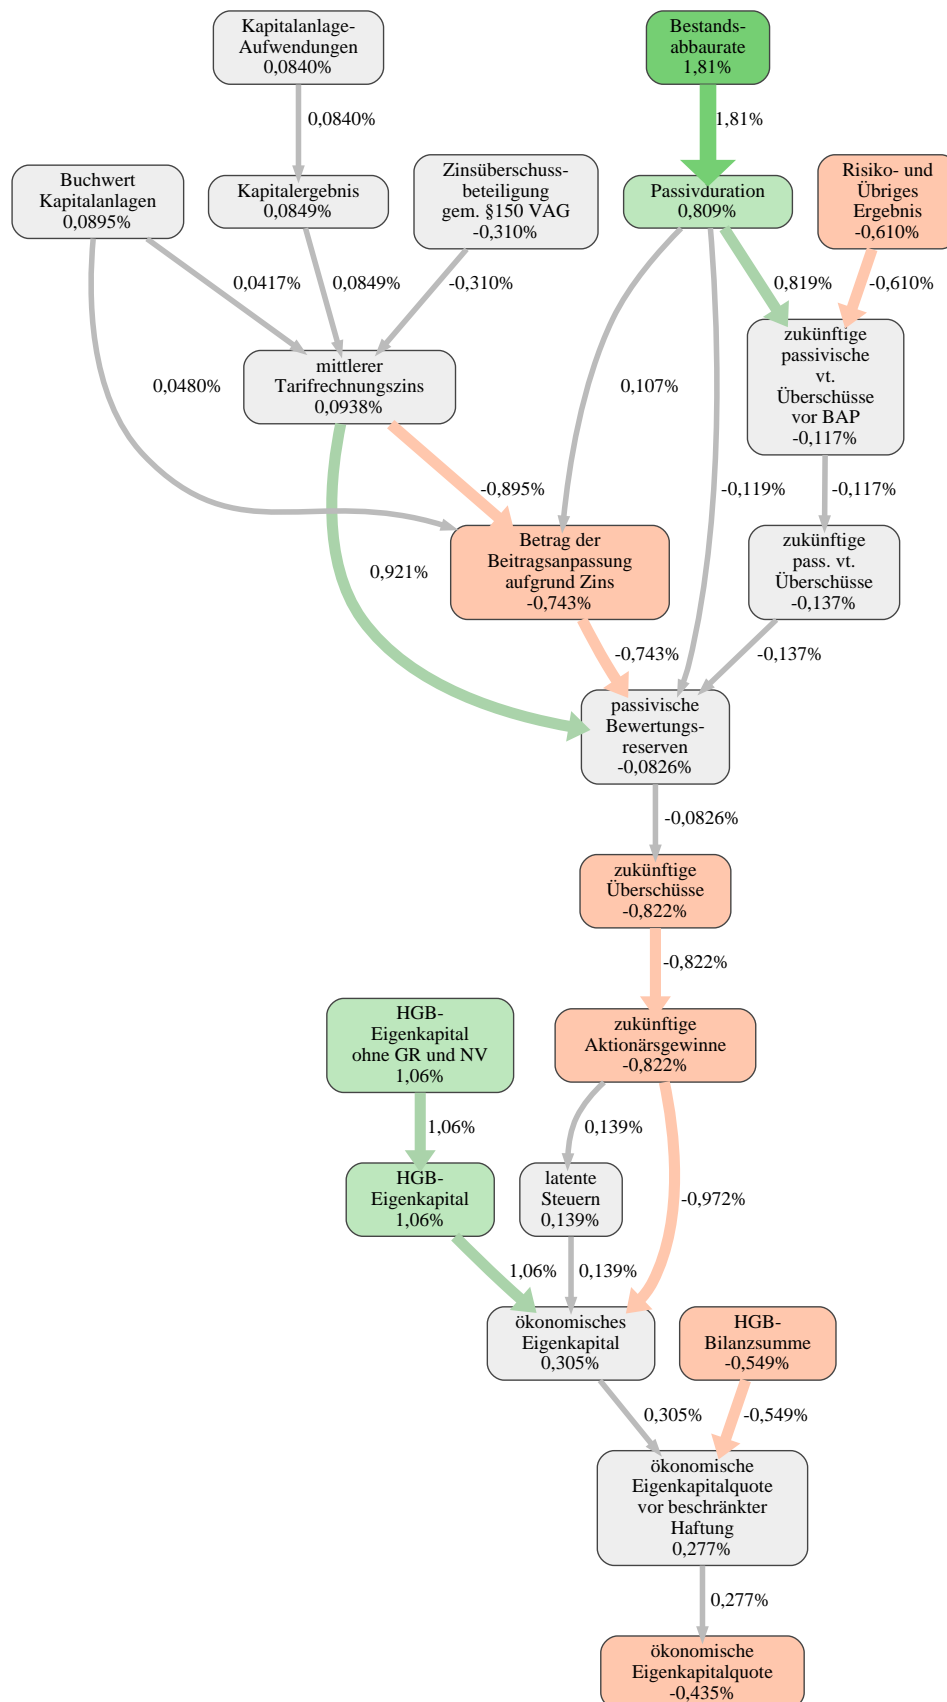 Kapitalanlage-
Aufwendungen
0,0840%
Bestands-
abbaurate
1,81%
0,0840%
1,81%
Buchwert
Kapitalanlagen
0,0895%
Kapitalergebnis
0,0849%
Zinsüberschuss-
beteiligung
gem. §150 VAG
-0,310%
Passivduration
0,809%
Risiko- und
Übriges
Ergebnis
-0,610%
0,0417%
0,0849%
-0,310%
0,819%
-0,610%
mittlerer
Tarifrechnungszins
0,0938%
zukünftige
passivische
vt.
Überschüsse
vor BAP
-0,117%
0,0480%
0,107%
-0,895%
-0,119%
-0,117%
Betrag der
Beitragsanpassung
aufgrund Zins
-0,743%
zukünftige
pass. vt.
Überschüsse
-0,137%
0,921%
-0,743%
-0,137%
passivische
Bewertungs-
reserven
-0,0826%
-0,0826%
zukünftige
Überschüsse
-0,822%
-0,822%
HGB-
Eigenkapital
ohne GR und NV
1,06%
zukünftige
Aktionärsgewinne
-0,822%
1,06%
0,139%
HGB-
Eigenkapital
1,06%
latente
Steuern
0,139%
-0,972%
1,06%
0,139%
ökonomisches
Eigenkapital
0,305%
HGB-
Bilanzsumme
-0,549%
0,305%
-0,549%
ökonomische
Eigenkapitalquote
vor beschränkter
Haftung
0,277%
0,277%
ökonomische
Eigenkapitalquote
-0,435%